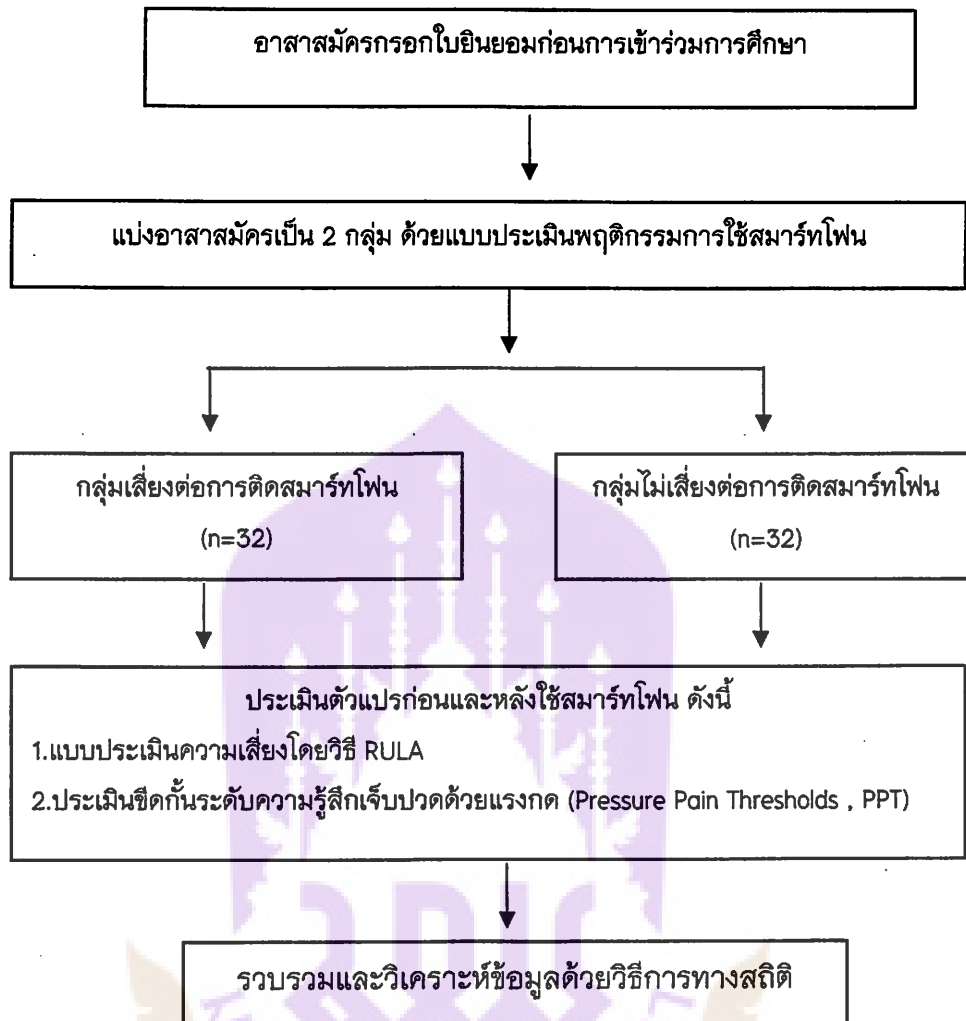 อาสาสมัครกรอกใบยินยอมก่อนการเข้าร่วมการศึกษา
แบ่งอาสาสมัครเป็น 2 กลุ่ม ด้วยแบบประเมินพฤติกรรมการใช้สมาร์ทโฟน
กลุ่มเสี่ยงต่อการติดสมาร์ทโฟน
(n=32)
กลุ่มไม่เสี่ยงต่อการติดสมาร์ทโฟน
(n=32)
ประเมินตัวแปรก่อนและหลังใช้สมาร์ทโฟน ดังนี้
1.แบบประเมินความเสี่ยงโดยวิธี RULA
2.ประเมินขีดกั้นระดับความรู้สึกเจ็บปวดด้วยแรงกด (Pressure Pain Thresholds , PPT)
รวบรวมและวิเคราะห์ข้อมูลด้วยวิธีการทางสถิติ